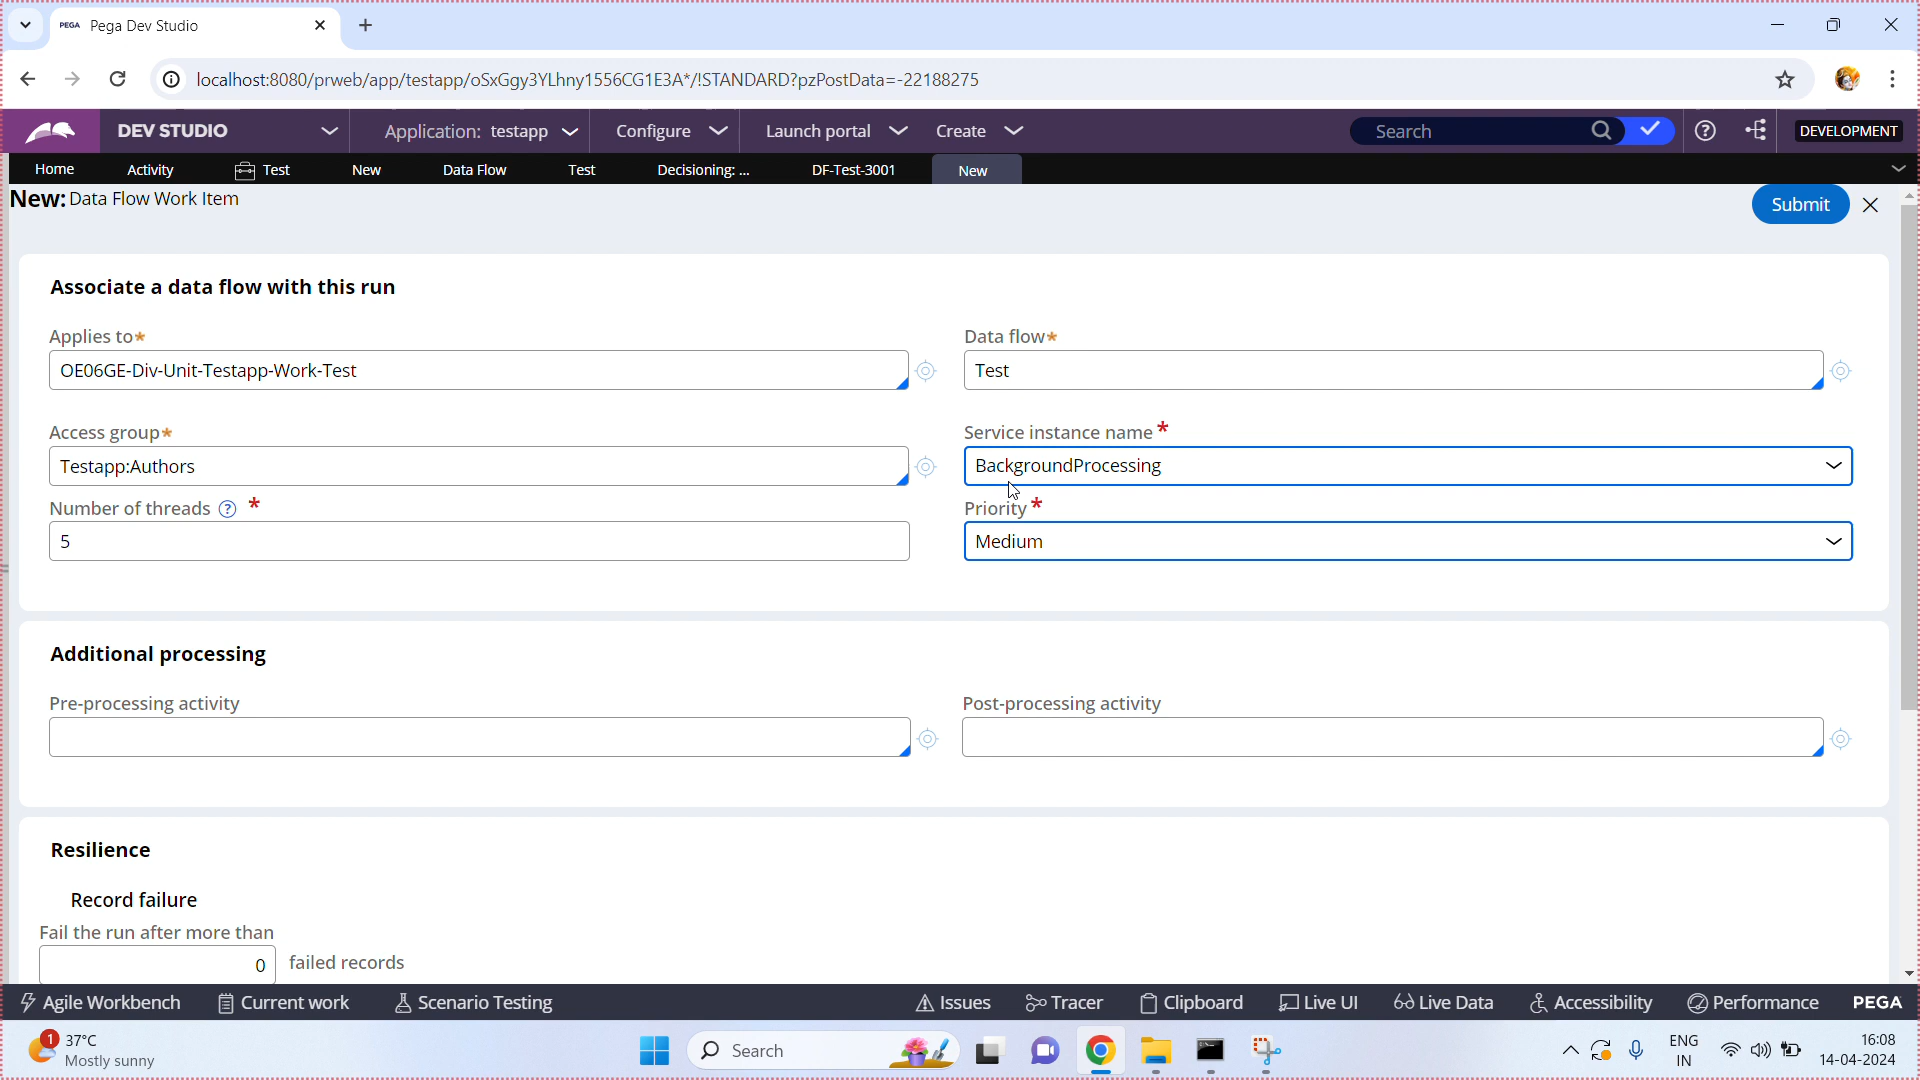 PEGA Pega Dev Studio
localhost:8080/prweb/app/testapp/oSxGgy3YLhny1556CG1E3A*/!STANDARD?pzPostData=-22188275
DEV STUDIO Application: testapp Configure Launch portal Create Search DEVELOPMENT
Home Activity Test New Data Flow Test Decisioning: ... DF-Test-3001 New
New: Data Flow Work Item Submit
Associate a data flow with this run
Applies to* Data flow*
OE06GE-Div-Unit-Testapp-Work-Test Test
Access group* Service instance name *
Testapp:Authors BackgroundProcessing
Number of threads ? * Priority *
5 Medium
Additional processing
Pre-processing activity Post-processing activity
Resilience
Record failure
Fail the run after more than
0 failed records
Agile Workbench Current work Scenario Testing Issues Tracer Clipboard Live UI Live Data Accessibility Performance PEGA
1 37°C Search ENG 16:08
Mostly sunny IN 14-04-2024